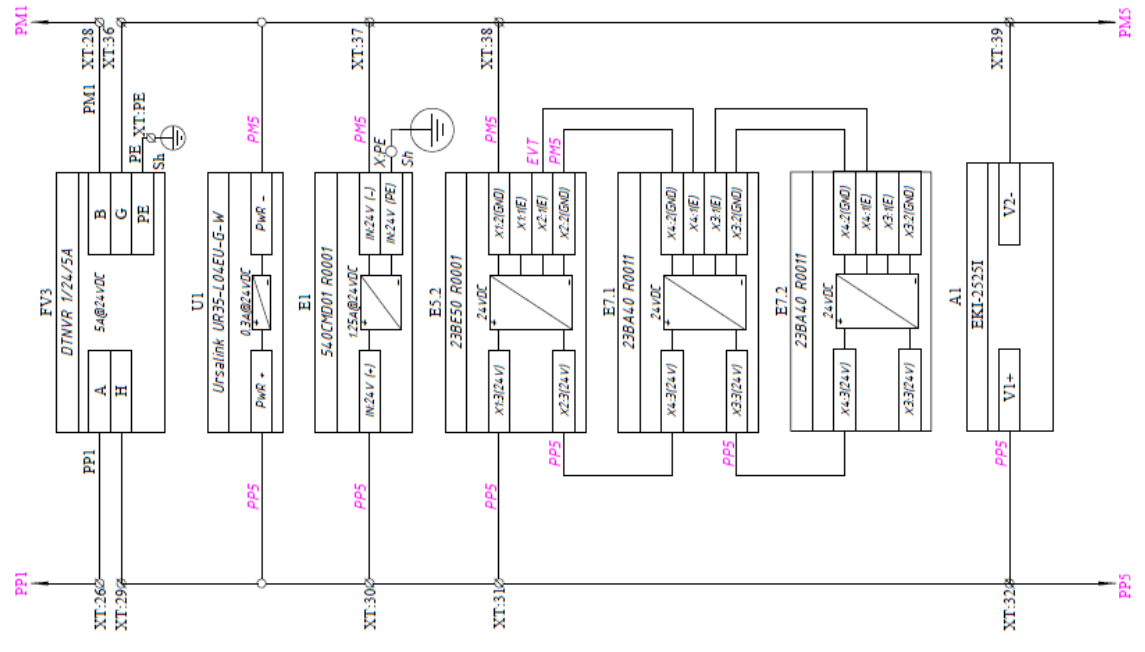 PM1
XT:28
XT:36
XT:37
XT:38
XT:39
PM5
PM1
PE
XT:PE
Sh
PM5
PM5
X:PE
Sh
PM5
EVT
PM5
FV3
DTNVR 1/24/5A
5A@24VDC
A
H
B
G
PE
U1
Ursalink UR35-L04EU-G-W
0.3A@24VDC
PWR +
PWR -
+
-
E1
540CMD01 R0001
1.25A@24VDC
IN:24V (+)
IN:24V (-)
IN:24V (PE)
+
-
E5.2
23BE50 R0001
24VDC
X1:3(24V)
X2:3(24V)
X1:2(GND)
X1:1(E)
X2:1(E)
X2:2(GND)
+
-
E7.1
23BA40 R0011
24VDC
X4:3(24V)
X3:3(24V)
X4:2(GND)
X4:1(E)
X3:1(E)
X3:2(GND)
+
-
E7.2
23BA40 R0011
24VDC
X4:3(24V)
X3:3(24V)
X4:2(GND)
X4:1(E)
X3:1(E)
X3:2(GND)
+
-
A1
EKI-2525I
V1+
V2-
PP1
PP5
PP5
PP5
PP5
PP5
PP5
PP1
XT:26
XT:29
XT:30
XT:31
XT:32
PP5